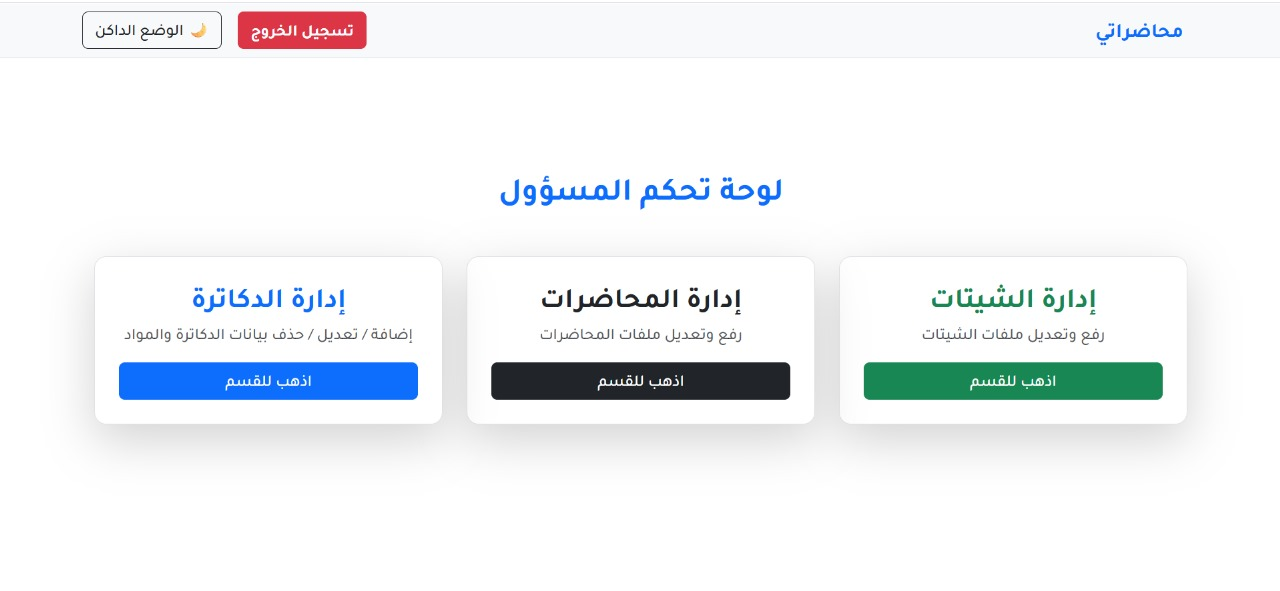 محاضراتي
تسجيل الخروج
🌙 الوضع الداكن
لوحة تحكم المسؤول
إدارة الشيتات
رفع وتعديل ملفات الشيتات
اذهب للقسم
إدارة المحاضرات
رفع وتعديل ملفات المحاضرات
اذهب للقسم
إدارة الدكاترة
إضافة / تعديل / حذف بيانات الدكاترة والمواد
اذهب للقسم